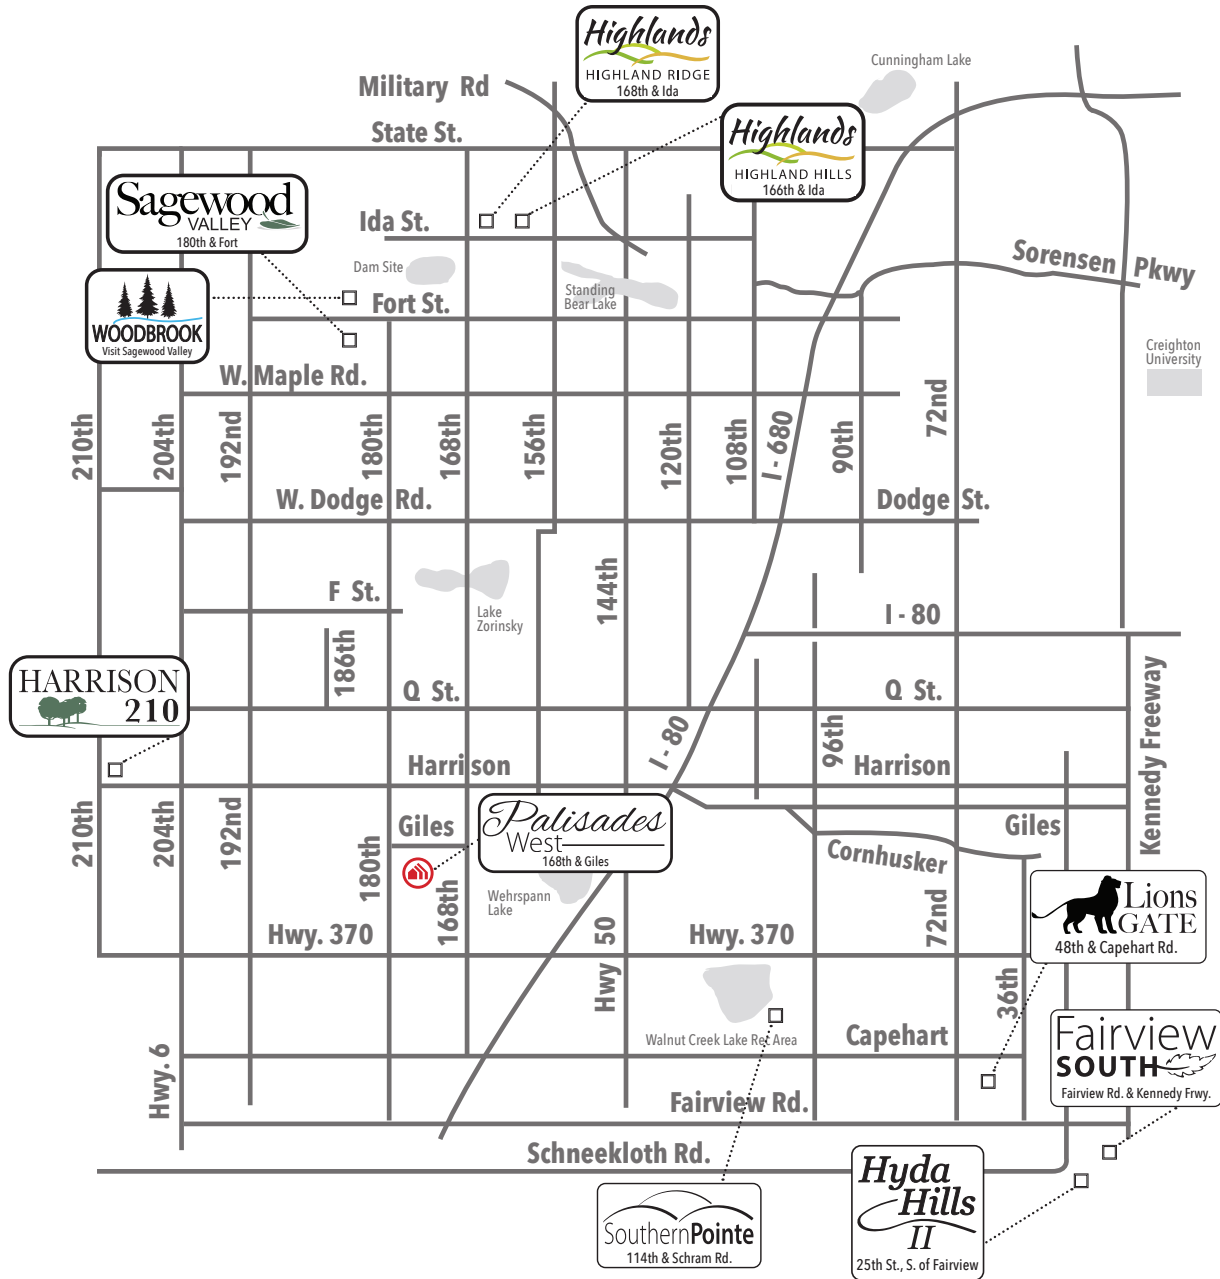 Highlands
HIGHLAND RIDGE
168th & Ida
Cunningham Lake
Military Rd
State St.
Highlands
HIGHLAND HILLS
166th & Ida
Sagewood
VALLEY
180th & Fort
Ida St.
Sorensen Pkwy
Dam Site
Standing
Bear Lake
WOODBROOK
Visit Sagewood Valley
Fort St.
Creighton
University
W. Maple Rd.
210th
204th
192nd
180th
168th
156th
120th
108th
I - 680
90th
72nd
W. Dodge Rd.
Dodge St.
F St.
Lake
Zorinsky
144th
I - 80
186th
HARRISON
210
Q St.
Q St.
I - 80
96th
Kennedy Freeway
Harrison
Harrison
210th
204th
192nd
180th
Giles
168th
Palisades
West
168th & Giles
Giles
Cornhusker
Wehrspann
Lake
72nd
Lions
GATE
48th & Capehart Rd.
Hwy. 370
Hwy 50
Hwy. 370
36th
Walnut Creek Lake Rec Area
Capehart
Fairview
SOUTH
Fairview Rd. & Kennedy Frwy.
Hwy. 6
Fairview Rd.
Schneekloth Rd.
Hyda
Hills
II
25th St., S. of Fairview
SouthernPointe
114th & Schram Rd.